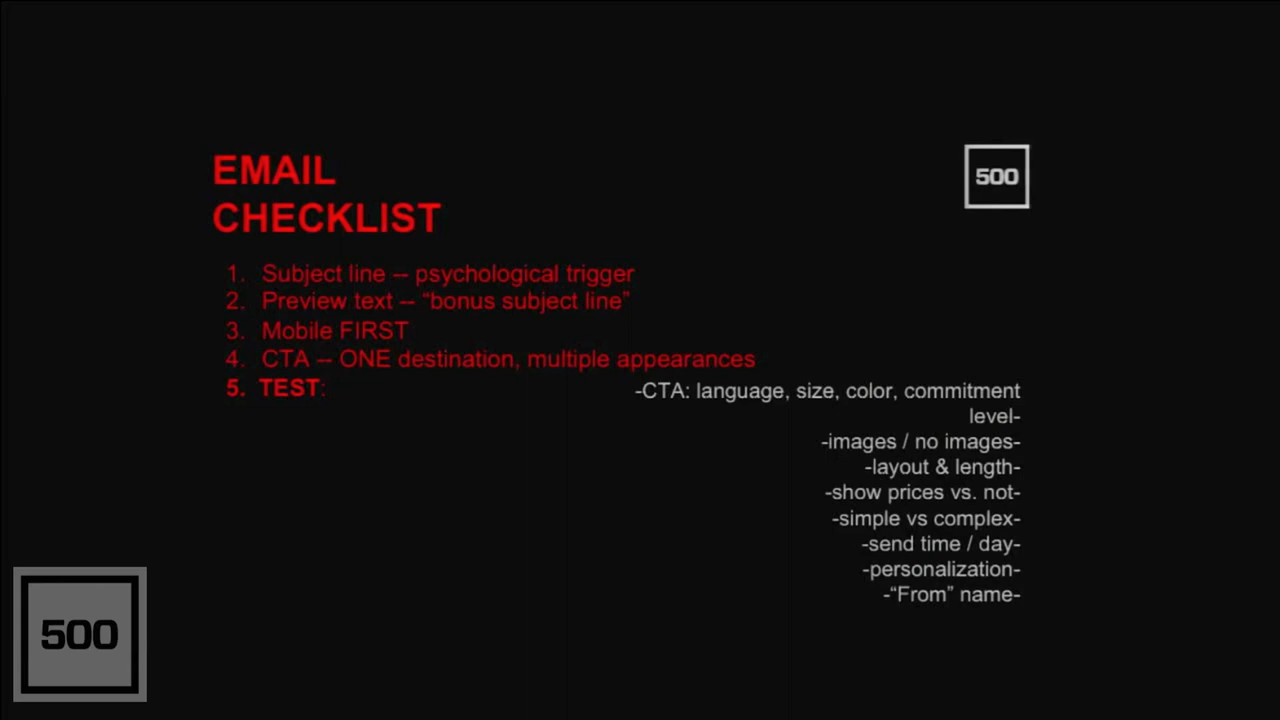 EMAIL
CHECKLIST
500
1. Subject line -- psychological trigger
2. Preview text -- “bonus subject line”
3. Mobile FIRST
4. CTA -- ONE destination, multiple appearances
5. TEST:
-CTA: language, size, color, commitment
level-
-images / no images-
-layout & length-
-show prices vs. not-
-simple vs complex-
-send time / day-
-personalization-
-“From” name-
500